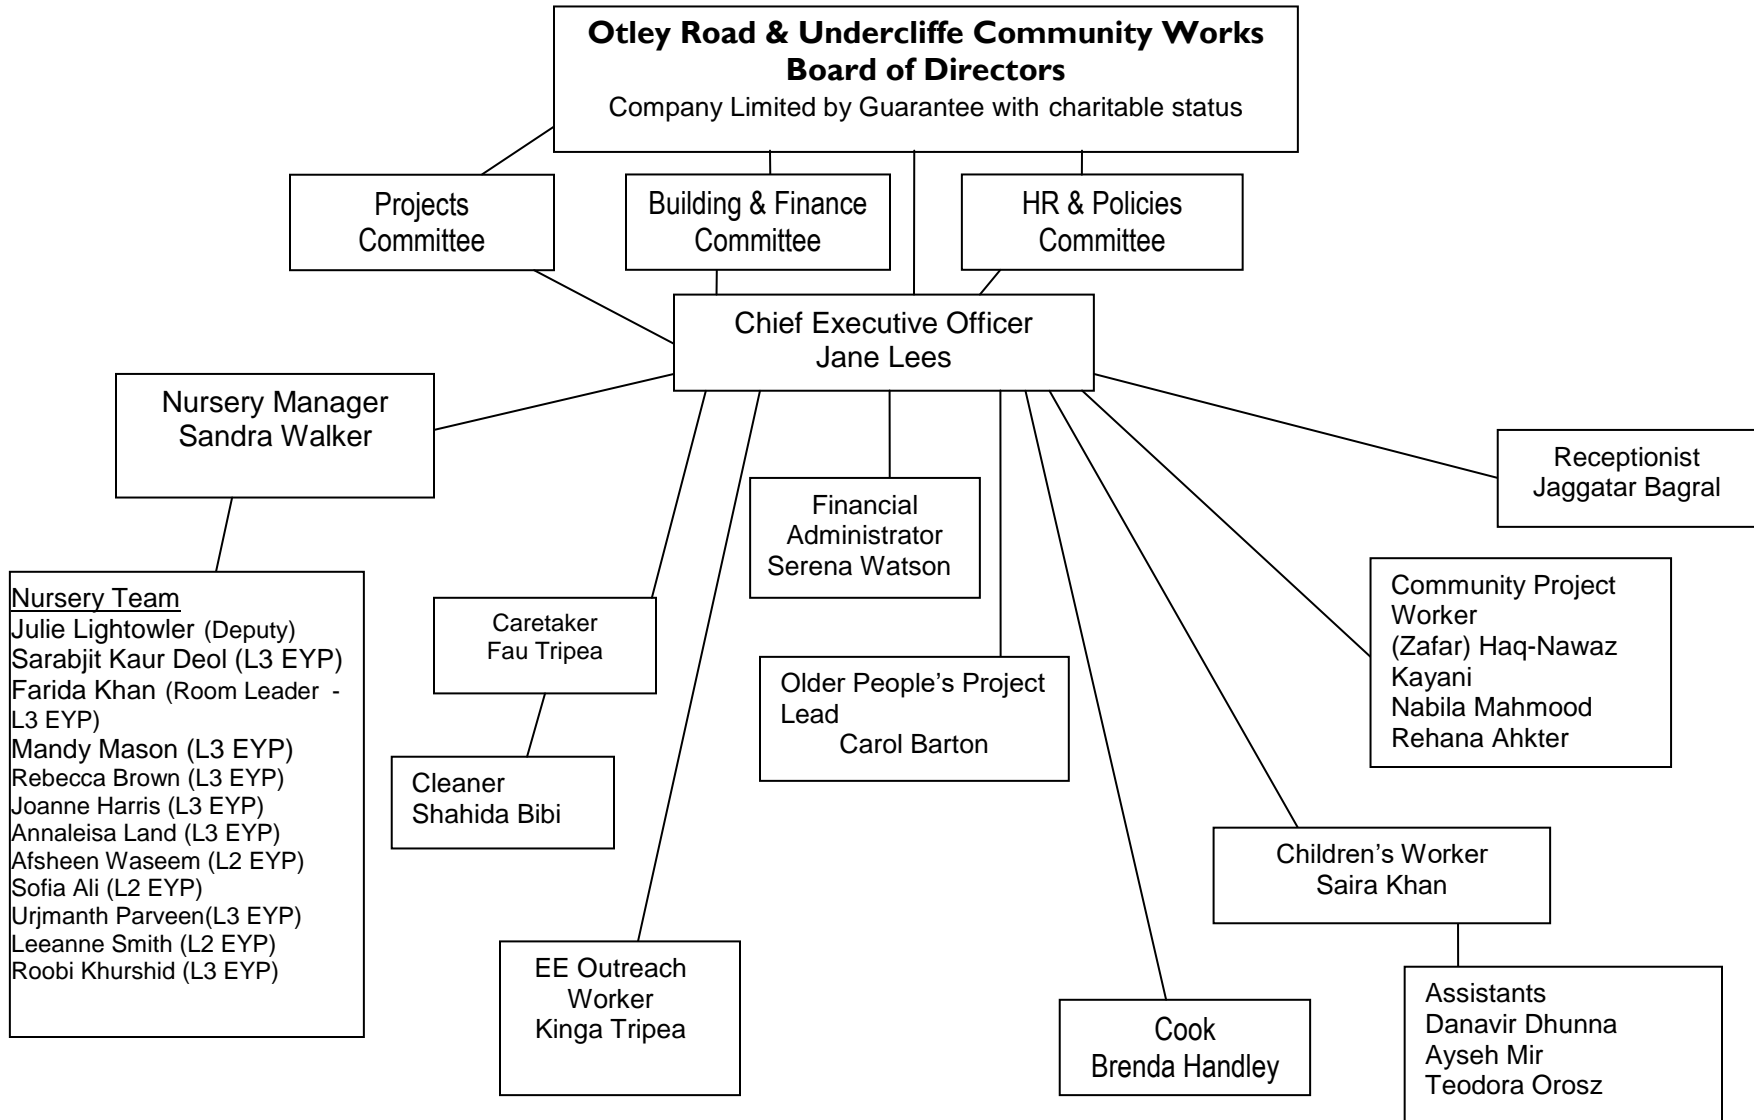 Otley Road & Undercliffe Community Works
Board of Directors
Company Limited by Guarantee with charitable status
Projects
Committee
Building & Finance
Committee
HR & Policies
Committee
Chief Executive Officer
Jane Lees
Nursery Manager
Sandra Walker
Receptionist
Jaggatar Bagral
Financial
Administrator
Serena Watson
Nursery Team
Julie Lightowler (Deputy)
Sarabjit Kaur Deol (L3 EYP)
Farida Khan (Room Leader -
L3 EYP)
Mandy Mason (L3 EYP)
Rebecca Brown (L3 EYP)
Joanne Harris (L3 EYP)
Annaleisa Land (L3 EYP)
Afsheen Waseem (L2 EYP)
Sofia Ali (L2 EYP)
Urjmanth Parveen(L3 EYP)
Leeanne Smith (L2 EYP)
Roobi Khurshid (L3 EYP)
Caretaker
Fau Tripea
Community Project
Worker
(Zafar) Haq-Nawaz
Kayani
Nabila Mahmood
Rehana Ahkter
Older People’s Project
Lead
Carol Barton
Cleaner
Shahida Bibi
Children’s Worker
Saira Khan
EE Outreach
Worker
Kinga Tripea
Cook
Brenda Handley
Assistants
Danavir Dhunna
Ayseh Mir
Teodora Orosz